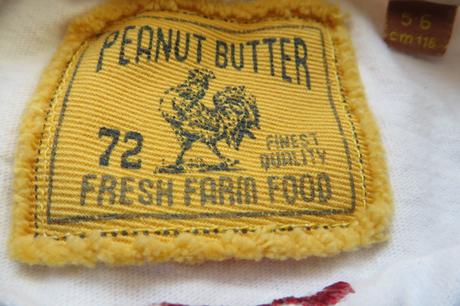 PEANUT BUTTER
72
FINEST
QUALITY
FRESH FARM FOOD
5-6
cm 116